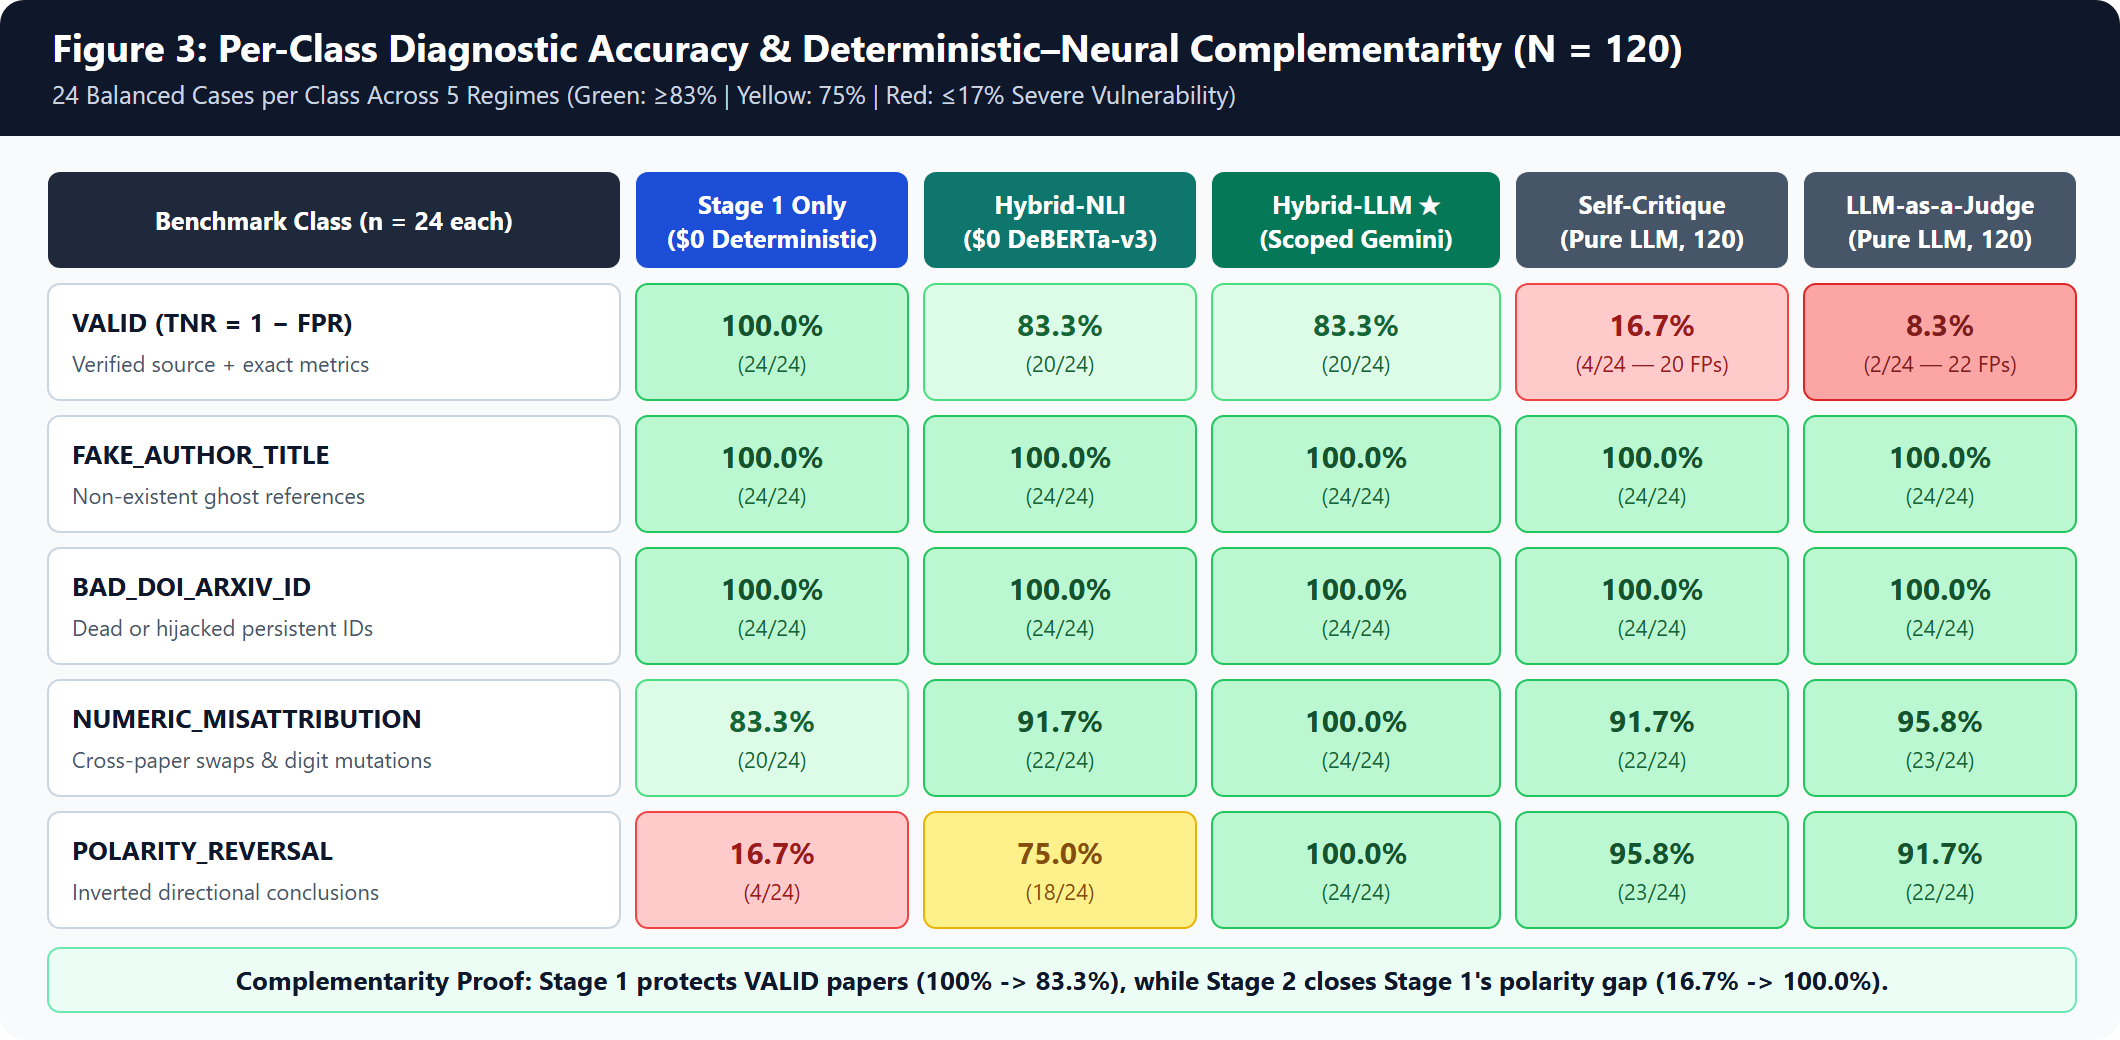 Figure 3: Per-Class Diagnostic Accuracy & Deterministic–Neural Complementarity (N = 120)
24 Balanced Cases per Class Across 5 Regimes (Green: ≥83% | Yellow: 75% | Red: ≤17% Severe Vulnerability)
Benchmark Class (n = 24 each)
Stage 1 Only
($0 Deterministic)
Hybrid-NLI
($0 DeBERTa-v3)
Hybrid-LLM ★
(Scoped Gemini)
Self-Critique
(Pure LLM, 120)
LLM-as-a-Judge
(Pure LLM, 120)
VALID (TNR = 1 − FPR)
Verified source + exact metrics
100.0%
(24/24)
83.3%
(20/24)
83.3%
(20/24)
16.7%
(4/24 — 20 FPs)
8.3%
(2/24 — 22 FPs)
FAKE_AUTHOR_TITLE
Non-existent ghost references
100.0%
(24/24)
100.0%
(24/24)
100.0%
(24/24)
100.0%
(24/24)
100.0%
(24/24)
BAD_DOI_ARXIV_ID
Dead or hijacked persistent IDs
100.0%
(24/24)
100.0%
(24/24)
100.0%
(24/24)
100.0%
(24/24)
100.0%
(24/24)
NUMERIC_MISATTRIBUTION
Cross-paper swaps & digit mutations
83.3%
(20/24)
91.7%
(22/24)
100.0%
(24/24)
91.7%
(22/24)
95.8%
(23/24)
POLARITY_REVERSAL
Inverted directional conclusions
16.7%
(4/24)
75.0%
(18/24)
100.0%
(24/24)
95.8%
(23/24)
91.7%
(22/24)
Complementarity Proof: Stage 1 protects VALID papers (100% -> 83.3%), while Stage 2 closes Stage 1's polarity gap (16.7% -> 100.0%).